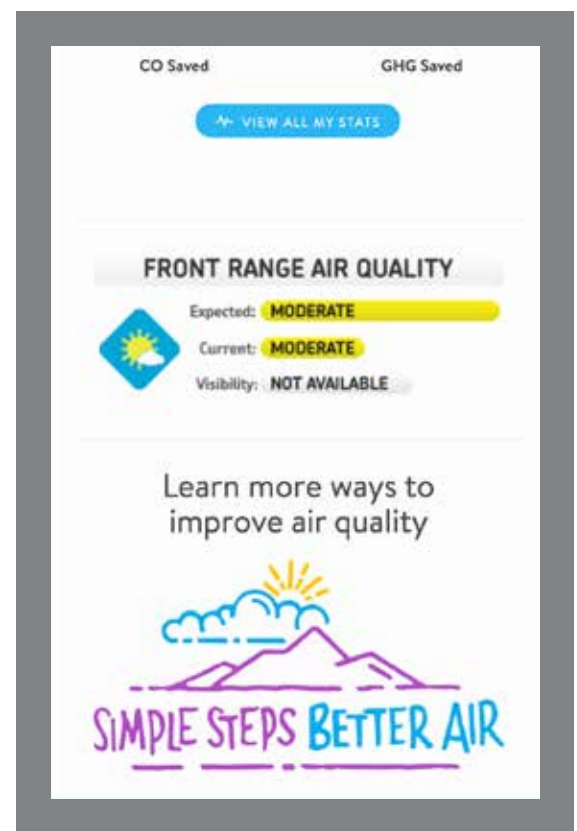 CO Saved GHG Saved
VIEW ALL MY STATS
FRONT RANGE AIR QUALITY
Expected: MODERATE
Current: MODERATE
Visibility: NOT AVAILABLE
Learn more ways to
improve air quality
SIMPLE STEPS BETTER AIR